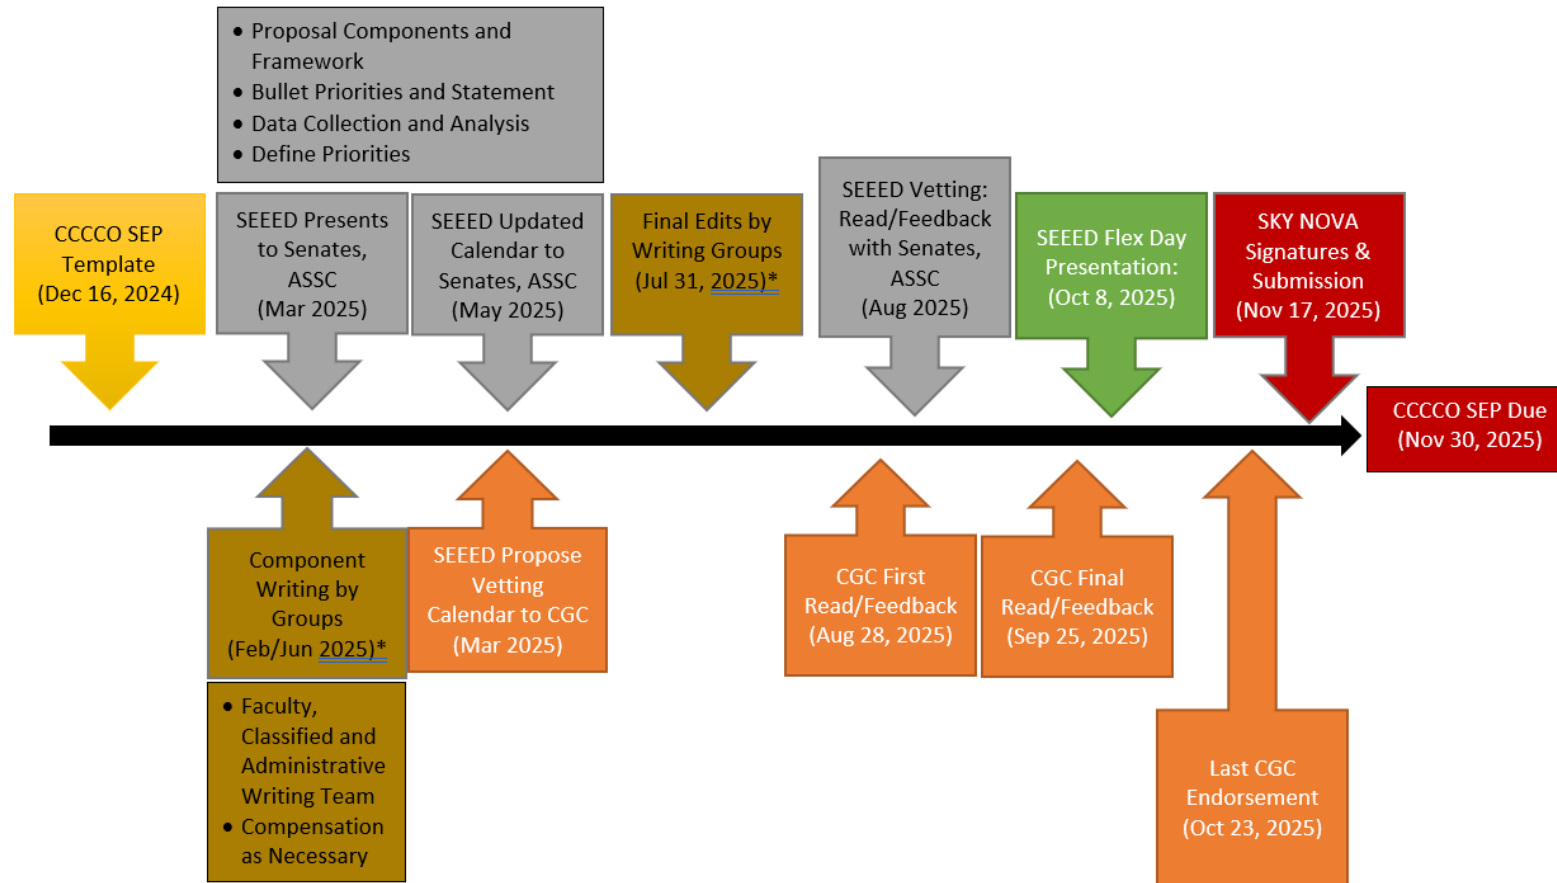 • Proposal Components and
Framework
• Bullet Priorities and Statement
• Data Collection and Analysis
• Define Priorities
CCCCO SEP
Template
(Dec 16, 2024)
SEEED Presents
to Senates,
ASSC
(Mar 2025)
SEEED Updated
Calendar to
Senates, ASSC
(May 2025)
Final Edits by
Writing Groups
(Jul 31, 2025)*
SEEED Vetting:
Read/Feedback
with Senates,
ASSC
(Aug 2025)
SEEED Flex Day
Presentation:
(Oct 8, 2025)
SKY NOVA
Signatures &
Submission
(Nov 17, 2025)
CCCCO SEP Due
(Nov 30, 2025)
Component
Writing by
Groups
(Feb/Jun 2025)*
• Faculty,
Classified and
Administrative
Writing Team
• Compensation
as Necessary
SEEED Propose
Vetting
Calendar to CGC
(Mar 2025)
CGC First
Read/Feedback
(Aug 28, 2025)
CGC Final
Read/Feedback
(Sep 25, 2025)
Last CGC
Endorsement
(Oct 23, 2025)